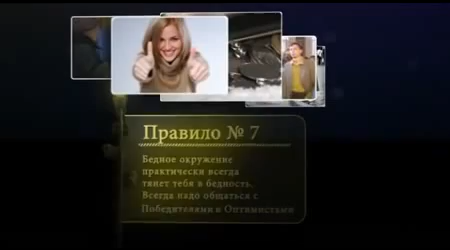 Правило № 7
Бедное окружение
практически всегда
тянет тебя в бедность.
Всегда надо общаться с
Победителями и Оптимистами